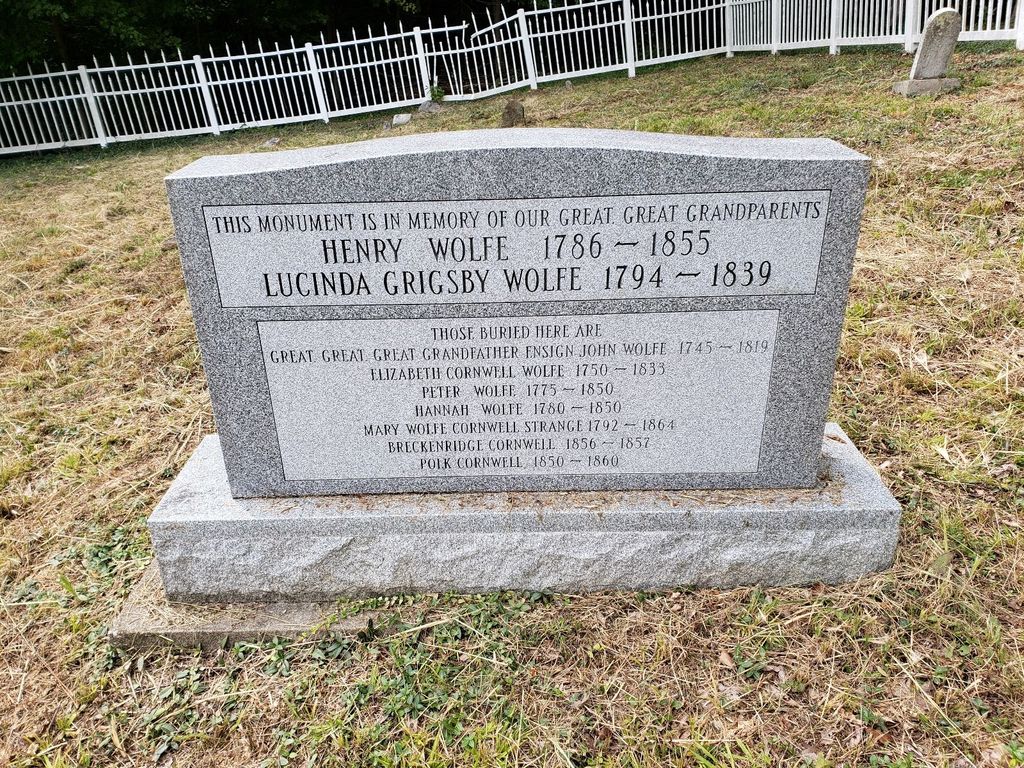 THIS MONUMENT IS IN MEMORY OF OUR GREAT GREAT GRANDPARENTS
HENRY WOLFE 1786 – 1855
LUCINDA GRIGSBY WOLFE 1794 – 1839
THOSE BURIED HERE ARE
GREAT GREAT GREAT GRANDFATHER ENSIGN JOHN WOLFE 1745 – 1819
ELIZABETH CORNWELL WOLFE 1750 – 1833
PETER WOLFE 1775 – 1850
HANNAH WOLFE 1780 – 1850
MARY WOLFE CORNWELL STRANGE 1792 – 1864
BRECKENRIDGE CORNWELL 1856 – 1857
POLK CORNWELL 1850 – 1860